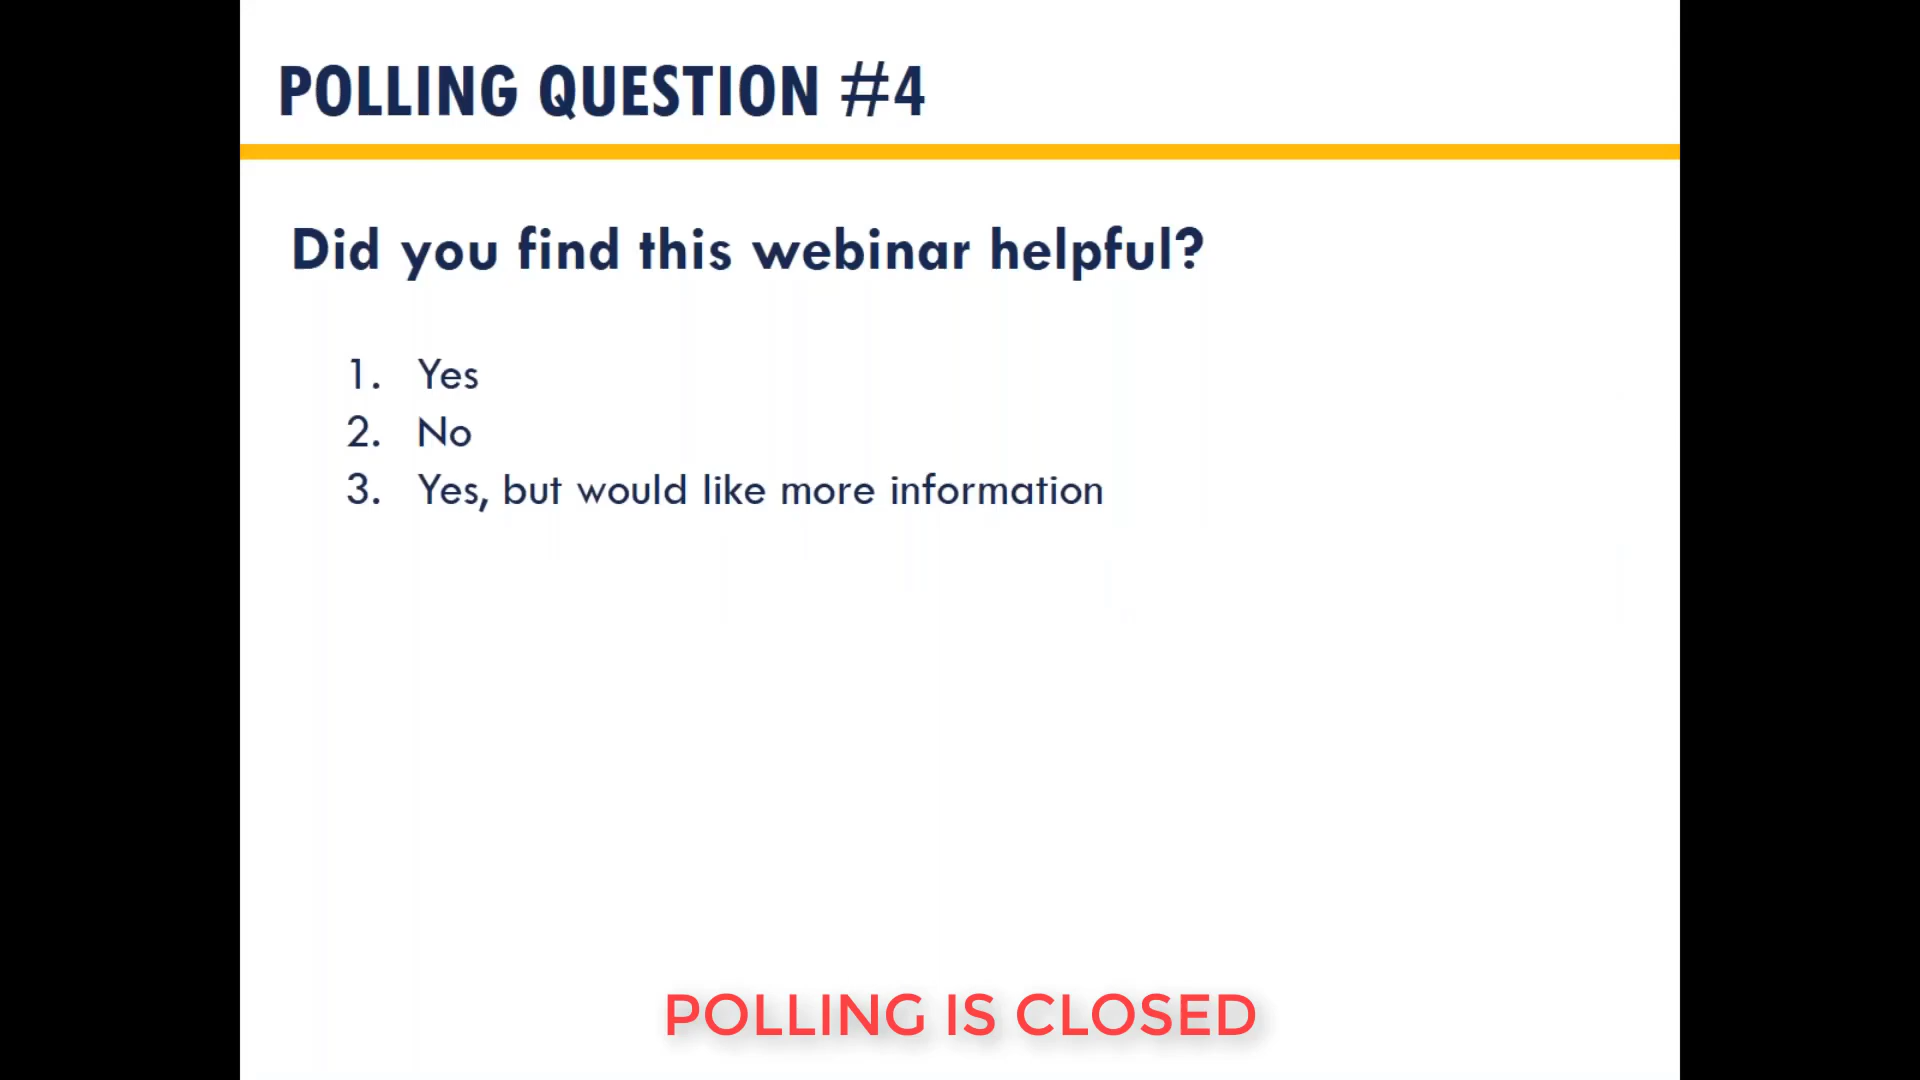 POLLING QUESTION #4
Did you find this webinar helpful?
1. Yes
2. No
3. Yes, but would like more information
POLLING IS CLOSED